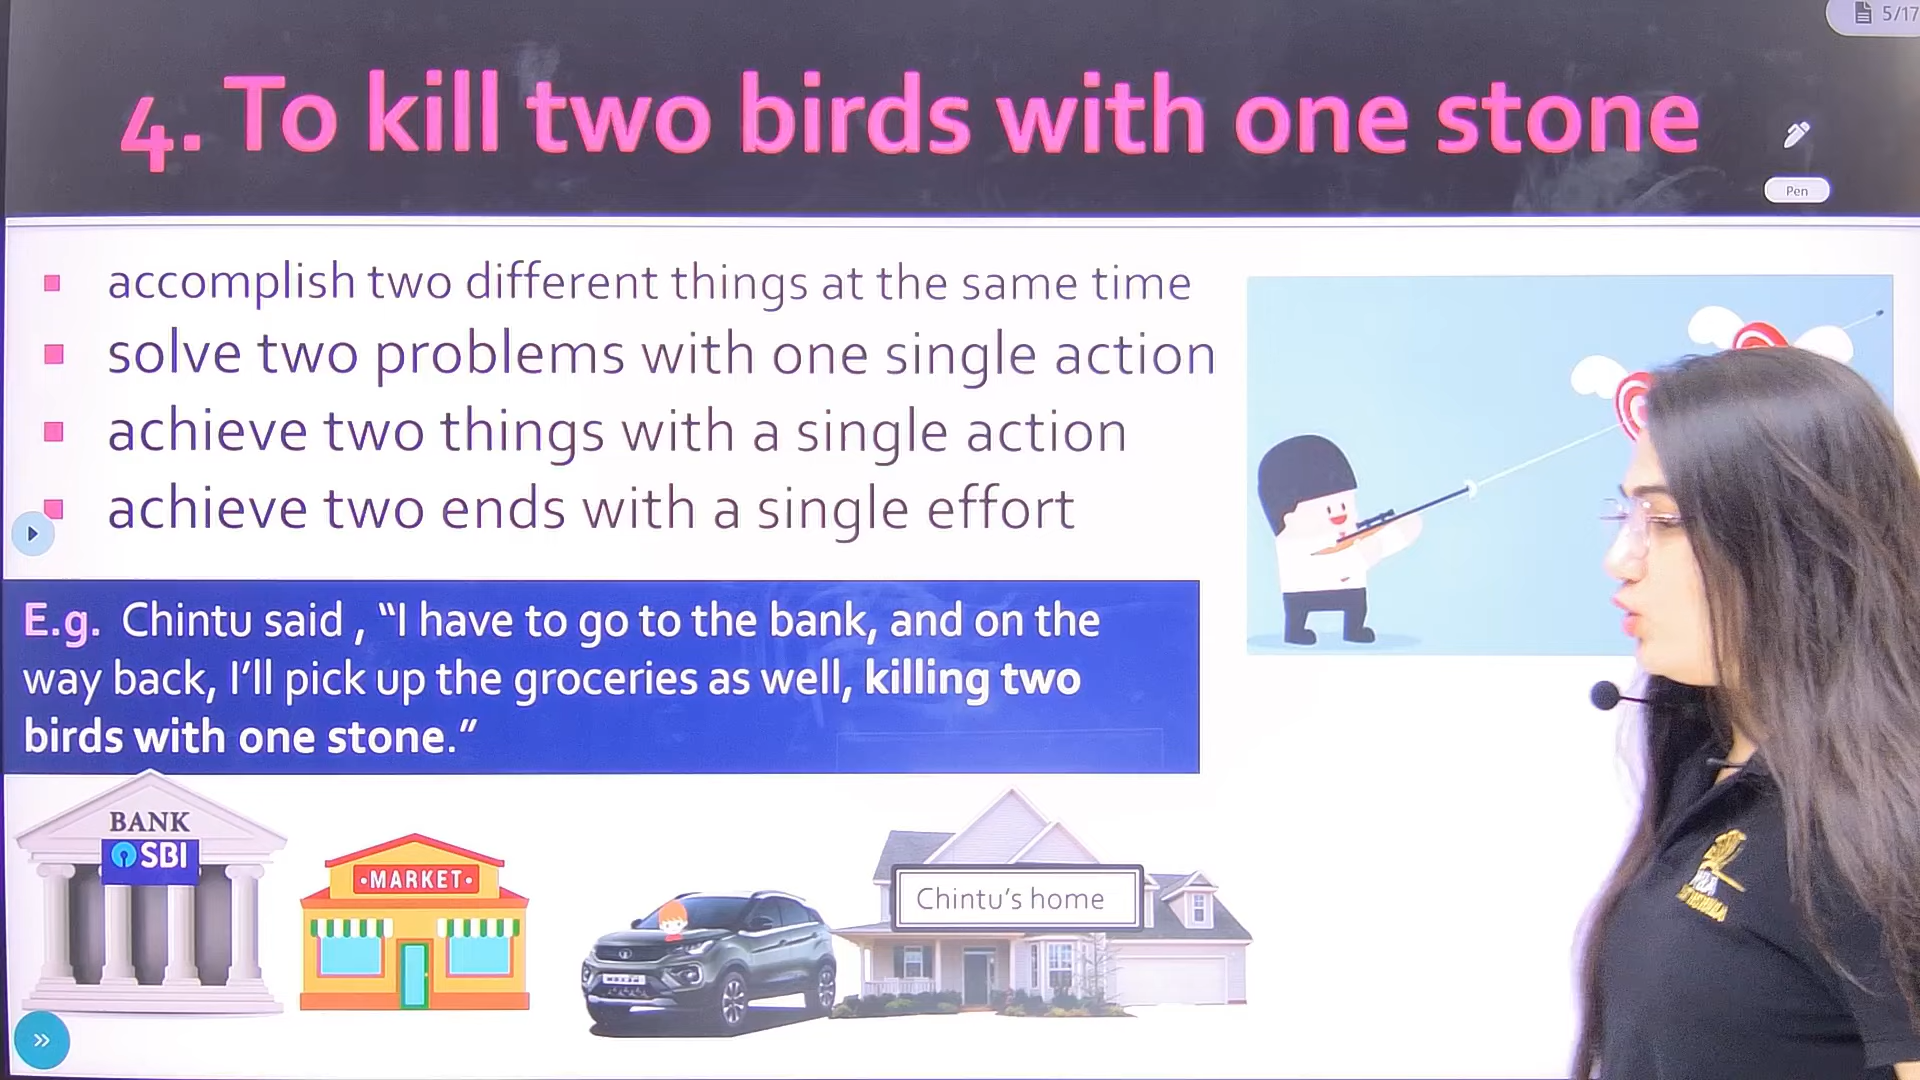 5/17
4. To kill two birds with one stone
Pen
accomplish two different things at the same time
solve two problems with one single action
achieve two things with a single action
achieve two ends with a single effort
E.g. Chintu said , “I have to go to the bank, and on the
way back, I’ll pick up the groceries as well, killing two
birds with one stone.”
BANK
SBI
•MARKET•
Chintu’s home